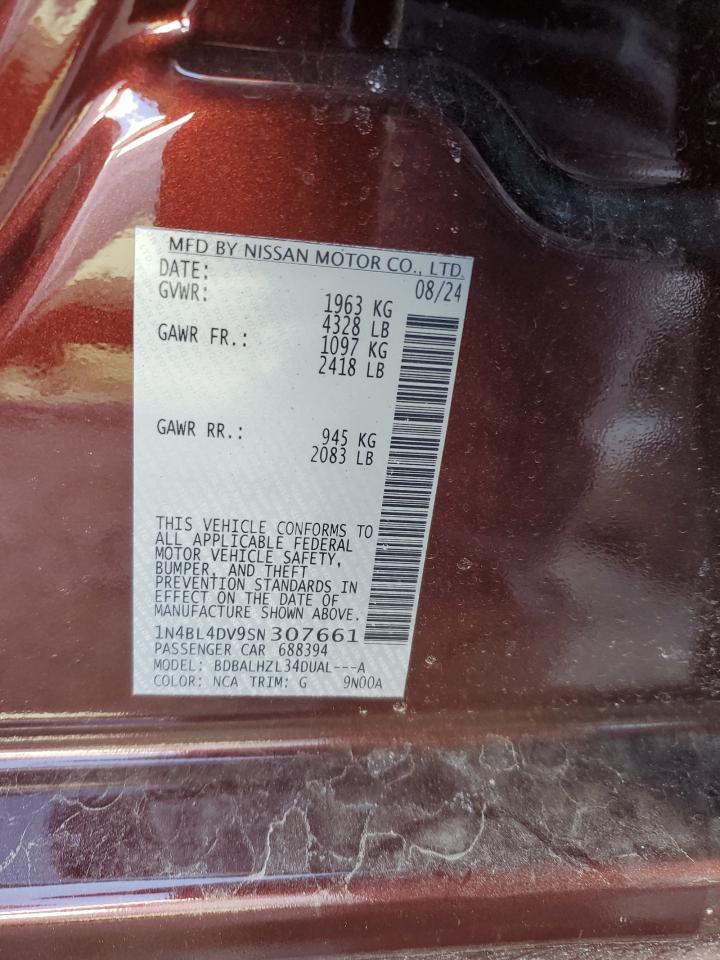 MFD BY NISSAN MOTOR CO., LTD.
DATE: 08/24
GVWR: 1963 KG
4328 LB
GAWR FR.: 1097 KG
2418 LB
GAWR RR.: 945 KG
2083 LB
THIS VEHICLE CONFORMS TO
ALL APPLICABLE FEDERAL
MOTOR VEHICLE SAFETY,
BUMPER, AND THEFT
PREVENTION STANDARDS IN
EFFECT ON THE DATE OF
MANUFACTURE SHOWN ABOVE.
1N4BL4DV9SN307661
PASSENGER CAR 688394
MODEL: BDBALHZL34DUAL---A
COLOR: NCA TRIM: G 9N00A